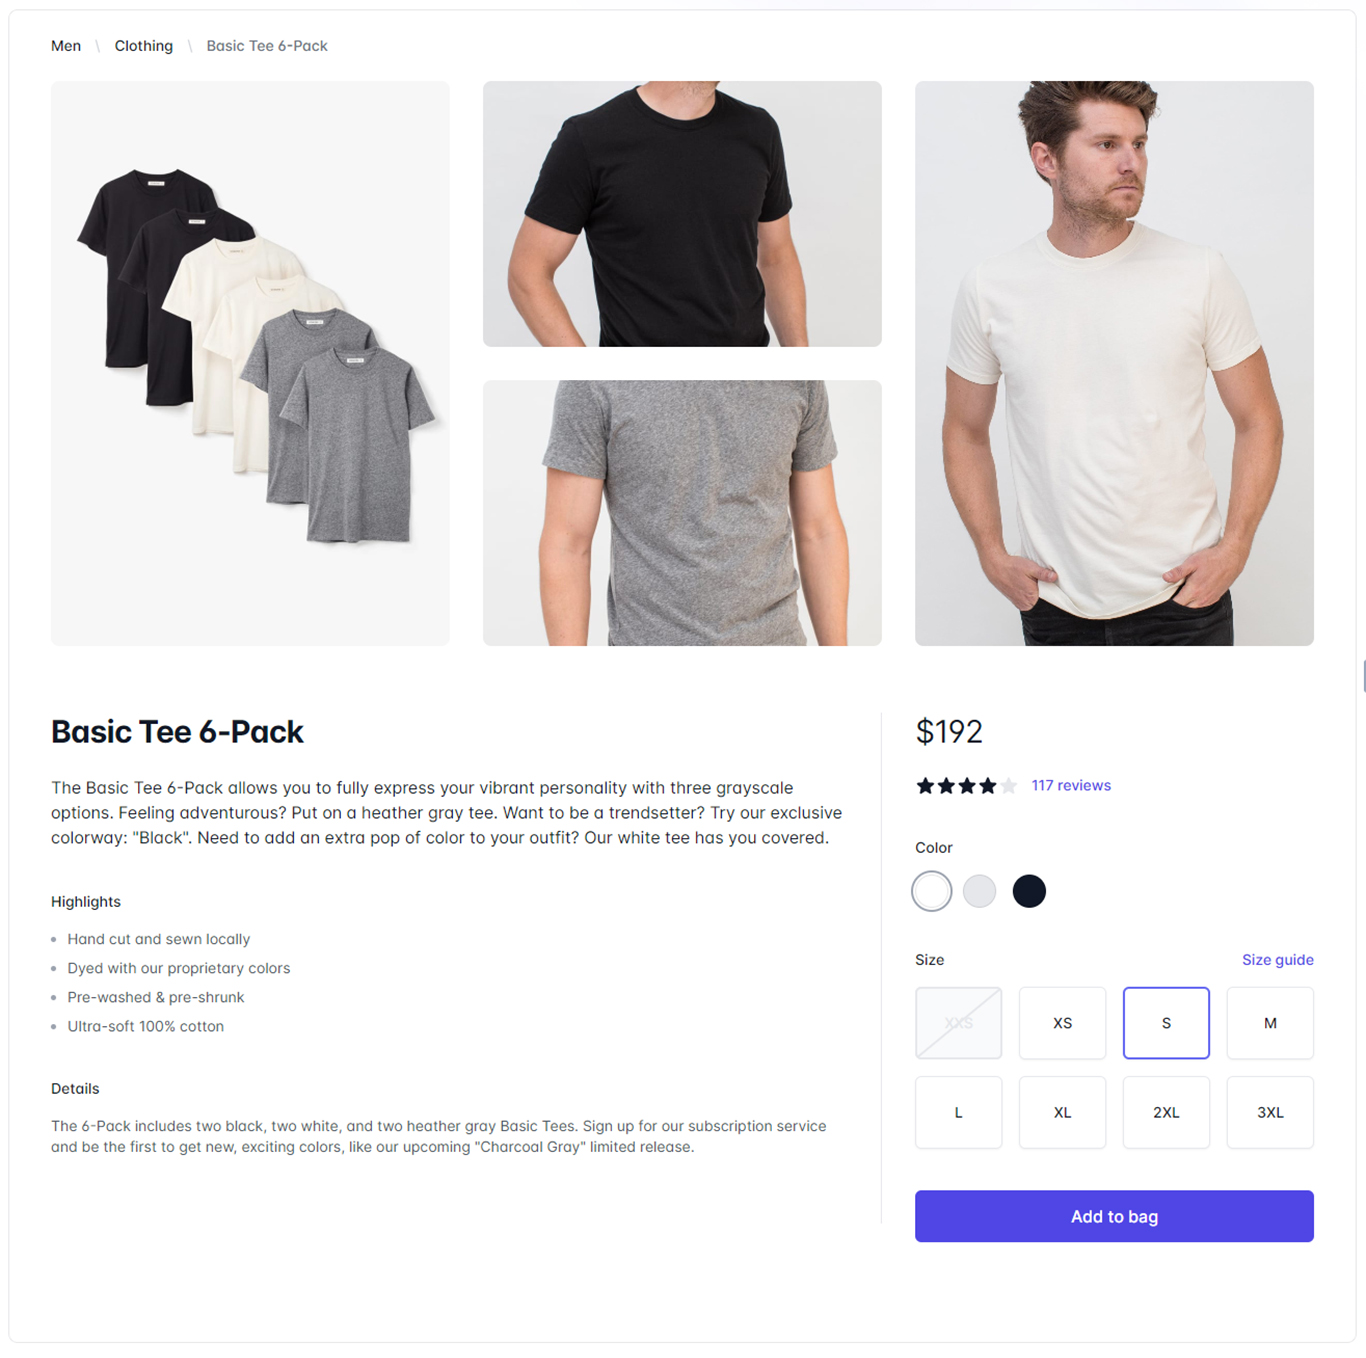 Men \ Clothing \ Basic Tee 6-Pack
Basic Tee 6-Pack
The Basic Tee 6-Pack allows you to fully express your vibrant personality with three grayscale
options. Feeling adventurous? Put on a heather gray tee. Want to be a trendsetter? Try our exclusive
colorway: "Black". Need to add an extra pop of color to your outfit? Our white tee has you covered.
Highlights
Hand cut and sewn locally
Dyed with our proprietary colors
Pre-washed & pre-shrunk
Ultra-soft 100% cotton
Details
The 6-Pack includes two black, two white, and two heather gray Basic Tees. Sign up for our subscription service
and be the first to get new, exciting colors, like our upcoming "Charcoal Gray" limited release.
$192
117 reviews
Color
Size Size guide
XXS XS S M
L XL 2XL 3XL
Add to bag